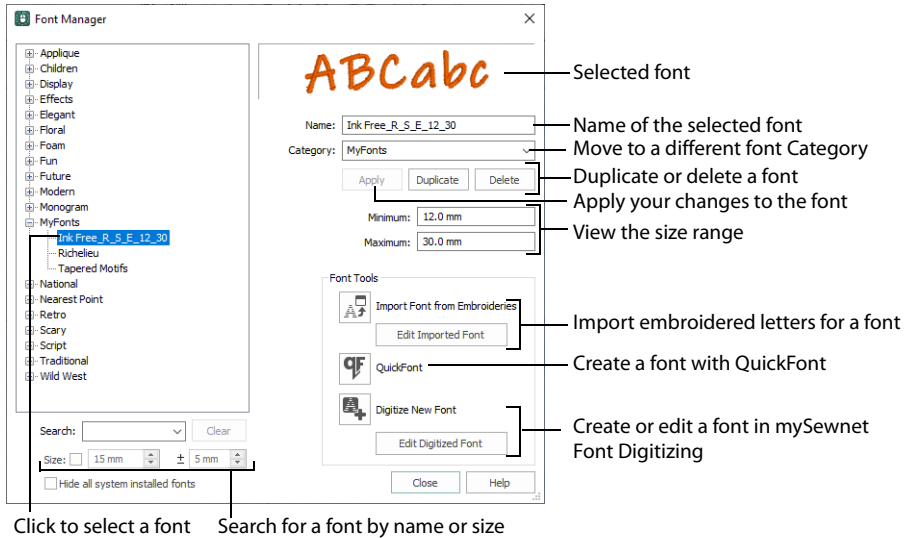 Font Manager
Applique
Children
Display
Effects
Elegant
Floral
Foam
Fun
Future
Modern
Monogram
MyFonts
Ink Free_R_S_E_12_30
Richelieu
Tapered Motifs
National
Nearest Point
Retro
Scary
Script
Traditional
Wild West
Search:
Clear
Size:
15 mm
± 5 mm
Hide all system installed fonts
ABCabc
Name: Ink Free_R_S_E_12_30
Category: MyFonts
Apply
Duplicate
Delete
Minimum: 12.0 mm
Maximum: 30.0 mm
Font Tools
Import Font from Embroideries
Edit Imported Font
qF
QuickFont
Digitize New Font
Edit Digitized Font
Close
Help
Selected font
Name of the selected font
Move to a different font Category
Duplicate or delete a font
Apply your changes to the font
View the size range
Import embroidered letters for a font
Create a font with QuickFont
Create or edit a font in mySewnet
Font Digitizing
Click to select a font
Search for a font by name or size